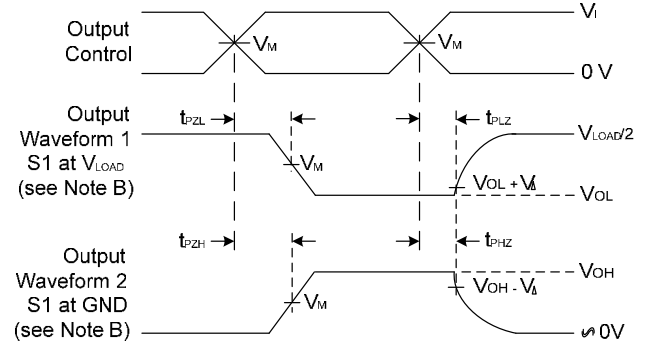 Output
Control
VM
VM
VI
0 V
Output
Waveform 1
S1 at VLOAD
(see Note B)
tPZL
tPLZ
VM
VLOAD/2
VOL + VΔ
VOL
Output
Waveform 2
S1 at GND
(see Note B)
tPZH
tPHZ
VM
VOH
VOH - VΔ
∽ 0V